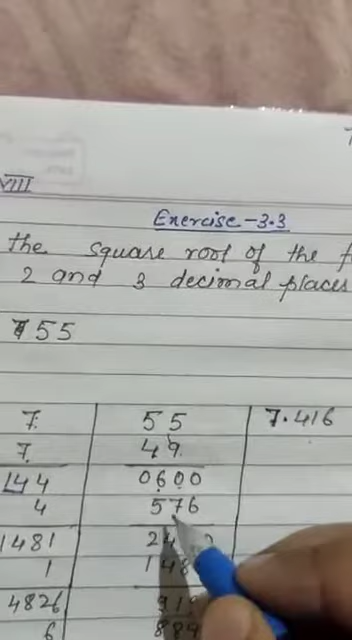 VIII
Exercise-3.3
the square root of the
2 and 3 decimal places
55
7 55 7.416
7 49
144 0600
4 576
1481
1
4826
6